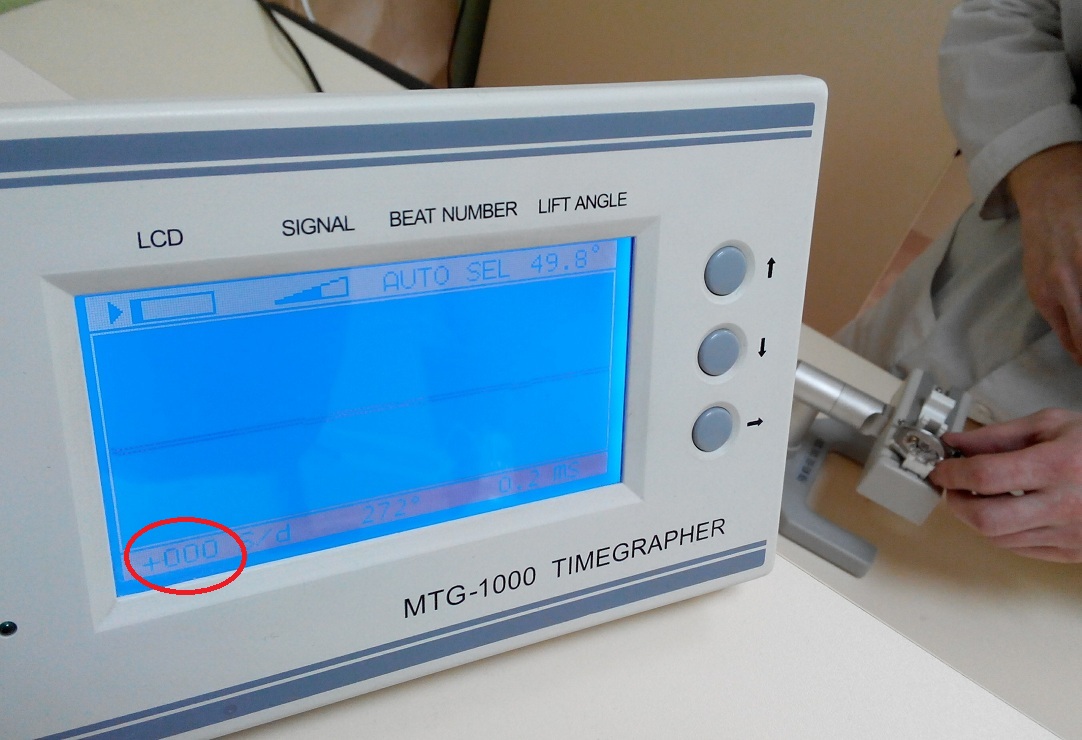 LCD SIGNAL BEAT NUMBER LIFT ANGLE
AUTO SEL 49.8°
+000 s/d 272° 0.2 ms
MTG-1000 TIMEGRAPHER